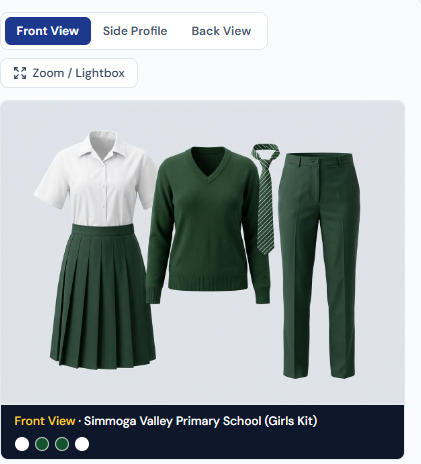 Front View Side Profile Back View
Zoom / Lightbox
Front View · Simmoga Valley Primary School (Girls Kit)